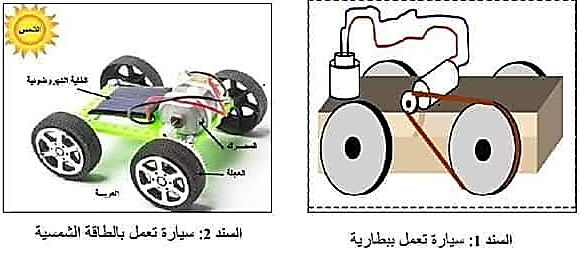 الشمس
الخلية الكهروضوئية
المحرك
العجلة
العربة
السند 1: سيارة تعمل ببطارية
السند 2: سيارة تعمل بالطاقة الشمسية